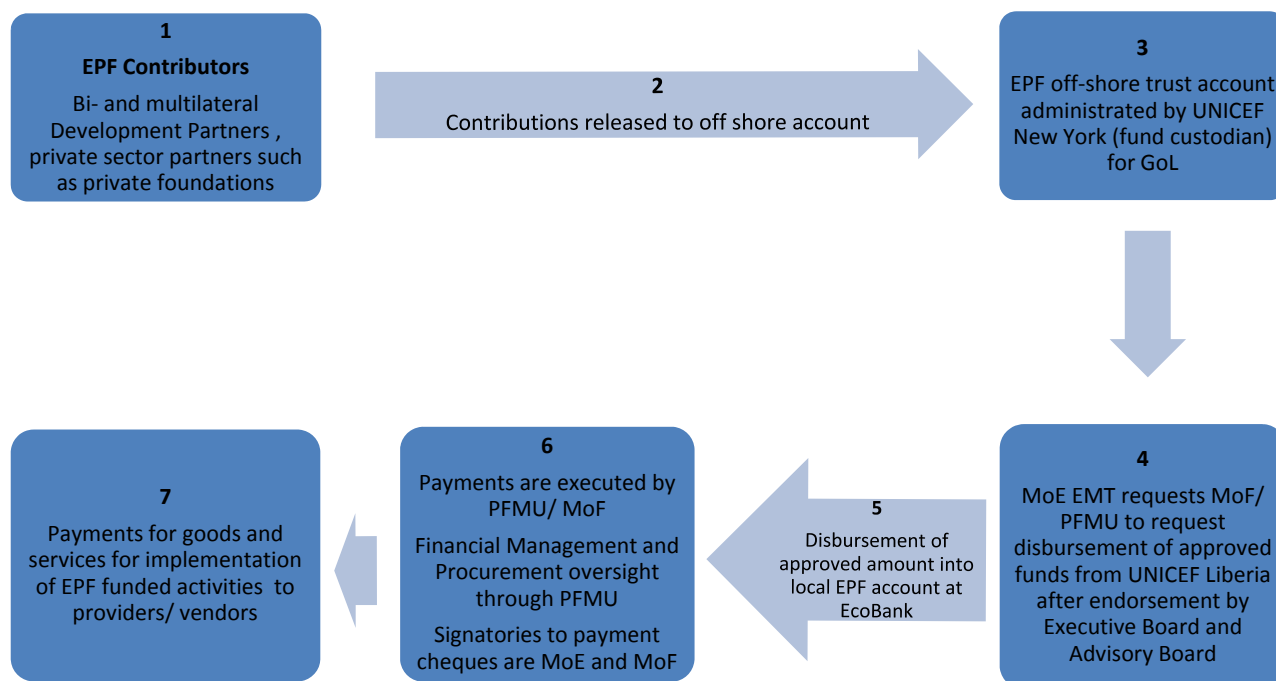 1
EPF Contributors
Bi- and multilateral
Development Partners ,
private sector partners such
as private foundations
2
Contributions released to off shore account
3
EPF off-shore trust account
administrated by UNICEF
New York (fund custodian)
for GoL
4
MoE EMT requests MoF/
PFMU to request
disbursement of approved
funds from UNICEF Liberia
after endorsement by
Executive Board and
Advisory Board
5
Disbursement of
approved amount into
local EPF account at
EcoBank
6
Payments are executed by
PFMU/ MoF
Financial Management and
Procurement oversight
through PFMU
Signatories to payment
cheques are MoE and MoF
7
Payments for goods and
services for implementation
of EPF funded activities to
providers/ vendors